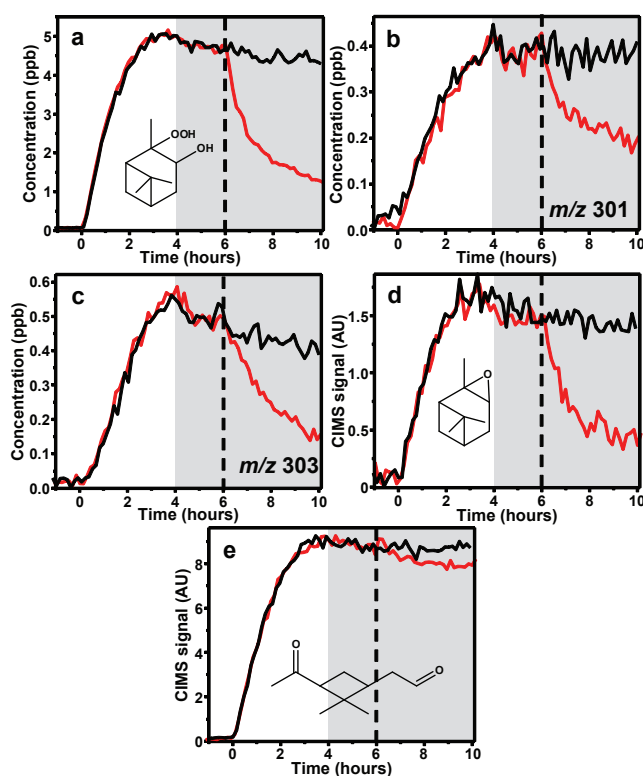 a
Concentration (ppb)
5
4
3
2
1
0
OOH
OH
0 2 4 6 8 10
Time (hours)
b
Concentration (ppb)
0.4
0.2
0.0
m/z 301
0 2 4 6 8 10
Time (hours)
c
Concentration (ppb)
0.6
0.5
0.4
0.3
0.2
0.1
0.0
m/z 303
0 2 4 6 8 10
Time (hours)
d
CIMS signal (AU)
1.5
1.0
0.5
0.0
O
0 2 4 6 8 10
Time (hours)
e
CIMS signal (AU)
8
6
4
2
0
O
O
0 2 4 6 8 10
Time (hours)